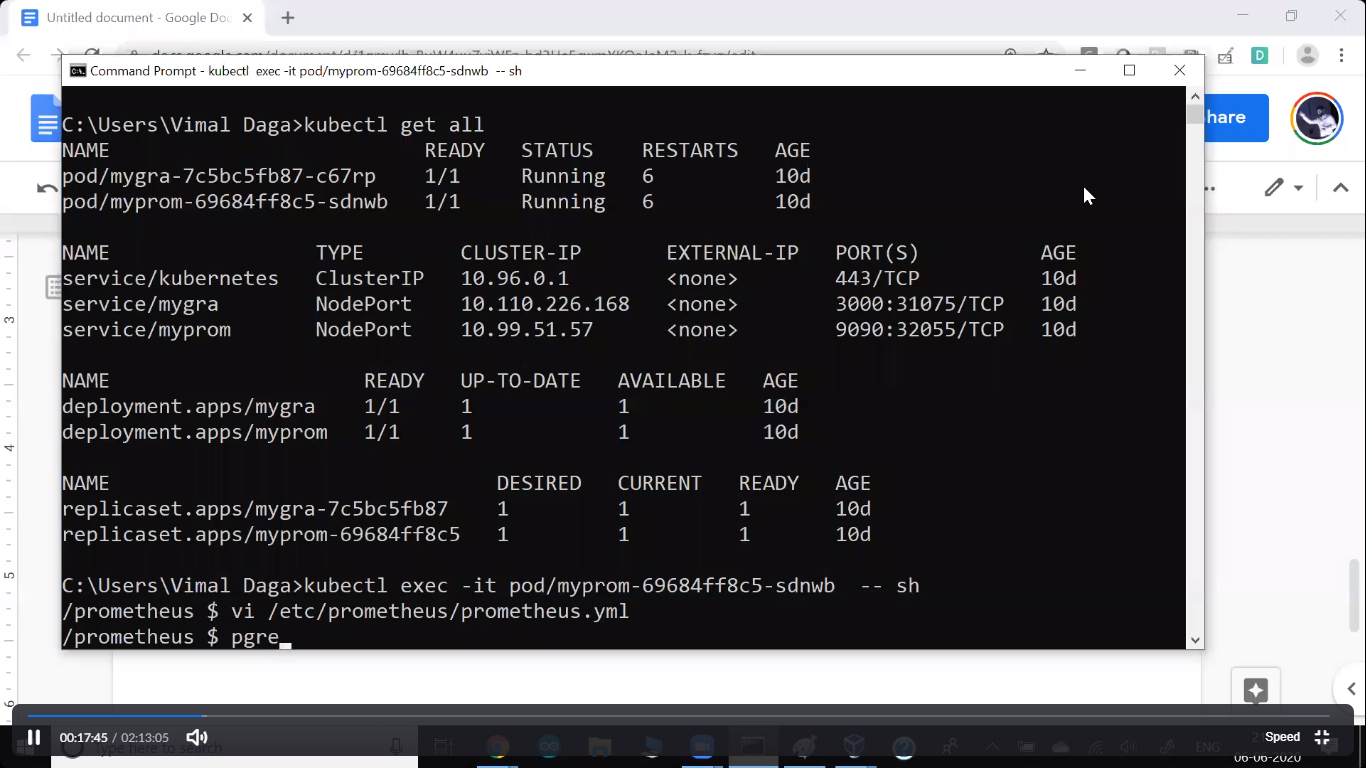 Untitled document - Google Doc
Command Prompt - kubectl exec -it pod/myprom-69684ff8c5-sdnwb -- sh
hare
C:\Users\Vimal Daga>kubectl get all
NAME READY STATUS RESTARTS AGE
pod/mygra-7c5bc5fb87-c67rp 1/1 Running 6 10d
pod/myprom-69684ff8c5-sdnwb 1/1 Running 6 10d
NAME TYPE CLUSTER-IP EXTERNAL-IP PORT(S) AGE
service/kubernetes ClusterIP 10.96.0.1 <none> 443/TCP 10d
service/mygra NodePort 10.110.226.168 <none> 3000:31075/TCP 10d
service/myprom NodePort 10.99.51.57 <none> 9090:32055/TCP 10d
NAME READY UP-TO-DATE AVAILABLE AGE
deployment.apps/mygra 1/1 1 1 10d
deployment.apps/myprom 1/1 1 1 10d
NAME DESIRED CURRENT READY AGE
replicaset.apps/mygra-7c5bc5fb87 1 1 1 10d
replicaset.apps/myprom-69684ff8c5 1 1 1 10d
C:\Users\Vimal Daga>kubectl exec -it pod/myprom-69684ff8c5-sdnwb -- sh
/prometheus $ vi /etc/prometheus/prometheus.yml
/prometheus $ pgre_
3
4
5
6
00:17:45 / 02:13:05 Speed
Type here to search ENG
06-06-2020